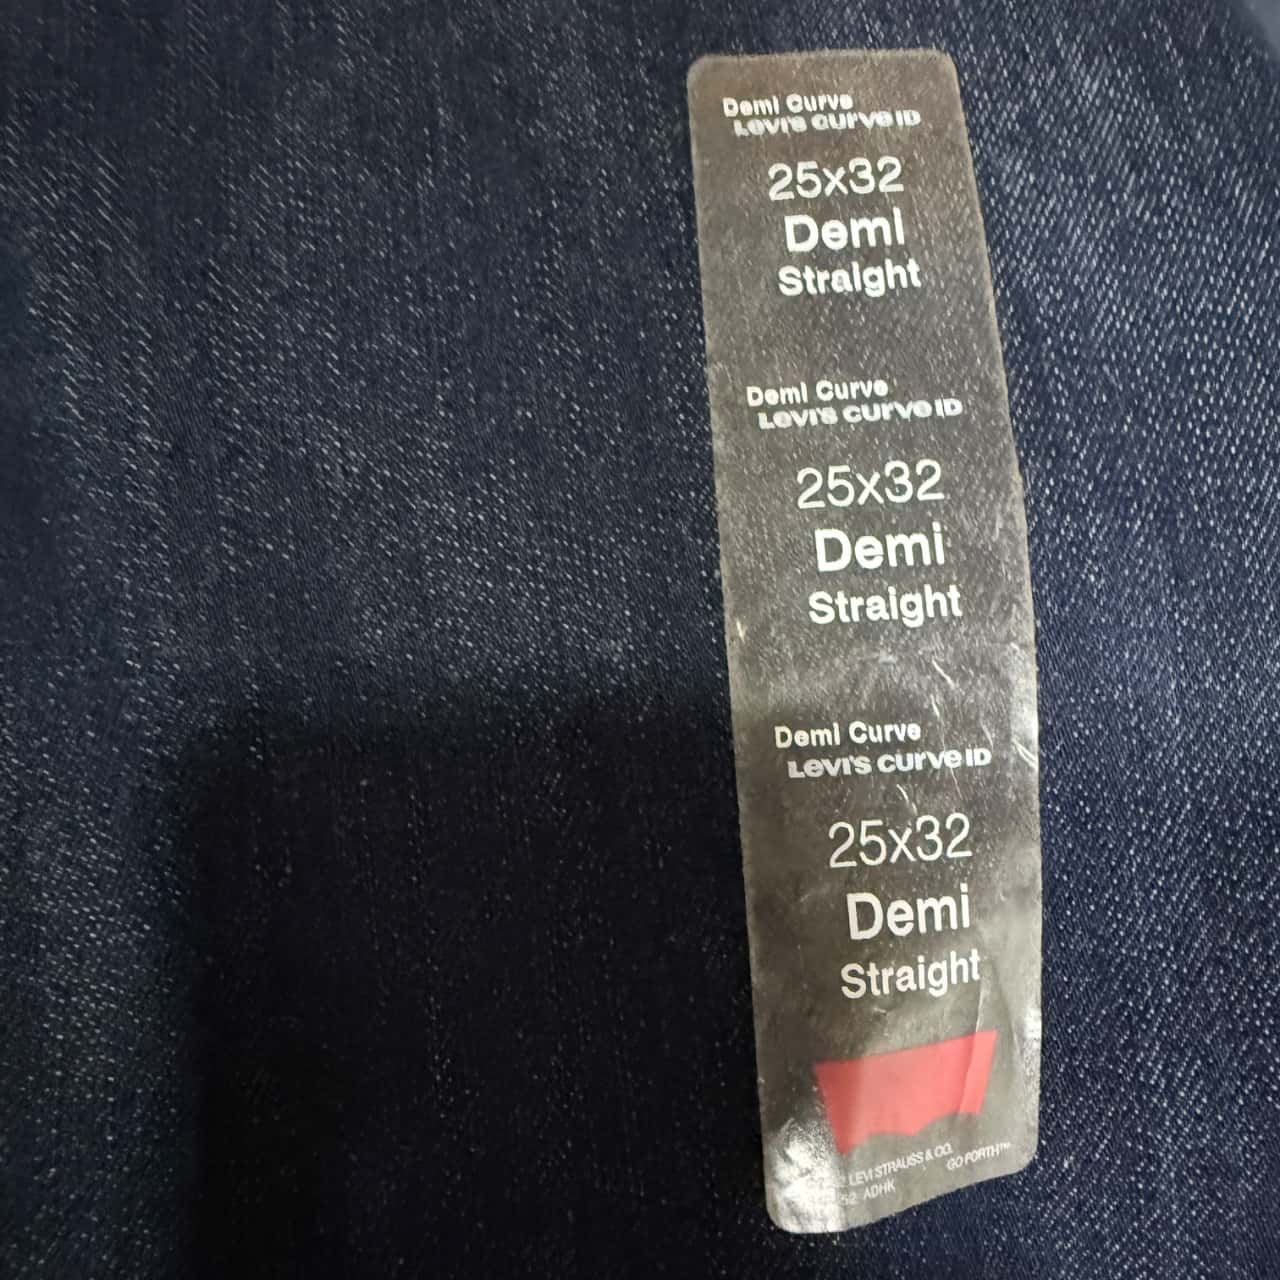 Demi Curve
Levi's curve ID
25x32
Demi
Straight
Demi Curve
Levi's curve ID
25x32
Demi
Straight
Demi Curve
Levi's curve ID
25x32
Demi
Straight
LEVI STRAUSS & CO.
GO FORTH™
ADHK